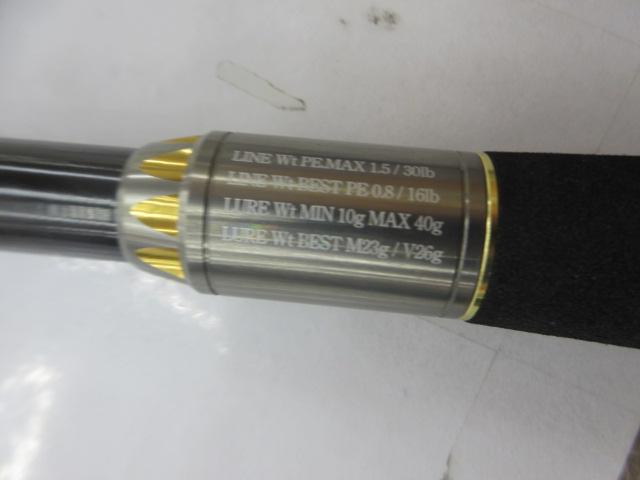 LINE Wt PE.MAX 1.5 / 30lb
LINE Wt BEST PE 0.8 / 16lb
LURE Wt MIN 10g MAX 40g
LURE Wt BEST M23g / V26g